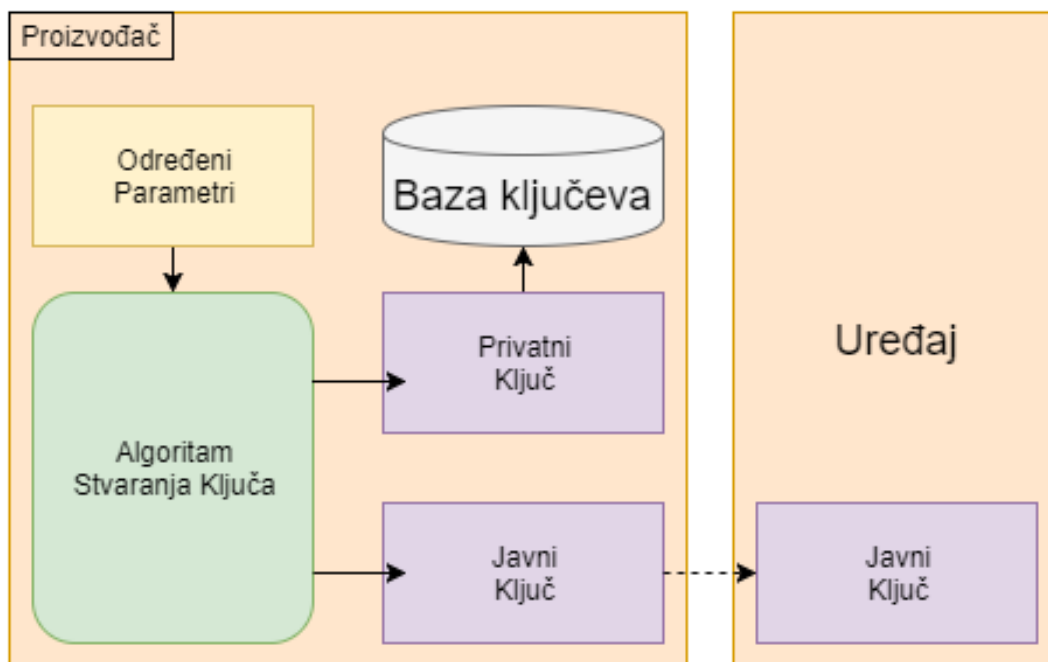 Proizvođač
Određeni
Parametri
Baza ključeva
Privatni
Ključ
Uređaj
Algoritam
Stvaranja Ključa
Javni
Ključ
Javni
Ključ